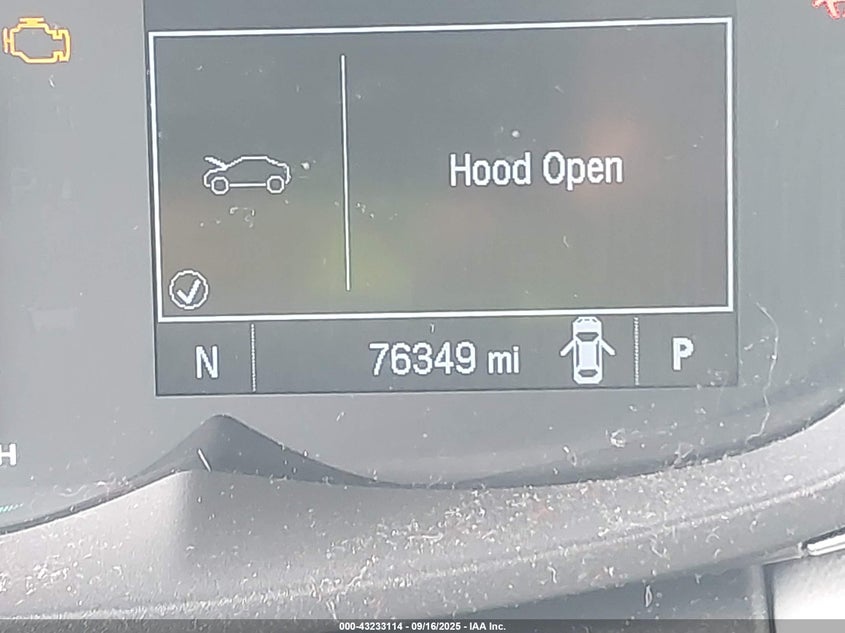 Hood Open
N 76349 mi P
H
000-43233114 - 09/16/2025 - IAA Inc.